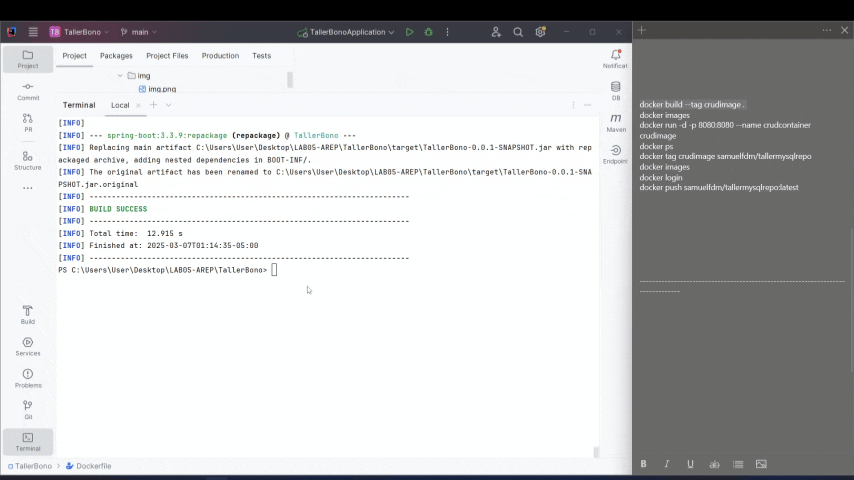 TB TallerBono
main
TallerBonoApplication
Project
Packages
Project Files
Production
Tests
img
img.png
Terminal
Local
[INFO]
[INFO] --- spring-boot:3.3.9:repackage (repackage) @ TallerBono ---
[INFO] Replacing main artifact C:\Users\User\Desktop\LAB05-AREP\TallerBono\target\TallerBono-0.0.1-SNAPSHOT.jar with rep
ackaged archive, adding nested dependencies in BOOT-INF/.
[INFO] The original artifact has been renamed to C:\Users\User\Desktop\LAB05-AREP\TallerBono\target\TallerBono-0.0.1-SNA
PSHOT.jar.original
[INFO] ------------------------------------------------------------------------
[INFO] BUILD SUCCESS
[INFO] ------------------------------------------------------------------------
[INFO] Total time:  12.915 s
[INFO] Finished at: 2025-03-07T01:14:35-05:00
[INFO] ------------------------------------------------------------------------
PS C:\Users\User\Desktop\LAB05-AREP\TallerBono>
Project
Commit
PR
Structure
Build
Services
Problems
Git
Terminal
Notificat
DB
m
Maven
Endpoint
TallerBono > Dockerfile
docker build --tag crudimage .
docker images
docker run -d -p 8080:8080 --name crudcontainer
crudimage
docker ps
docker tag crudimage samuelfdm/tallermysqlrepo
docker images
docker login
docker push samuelfdm/tallermysqlrepo:latest
B I U ab